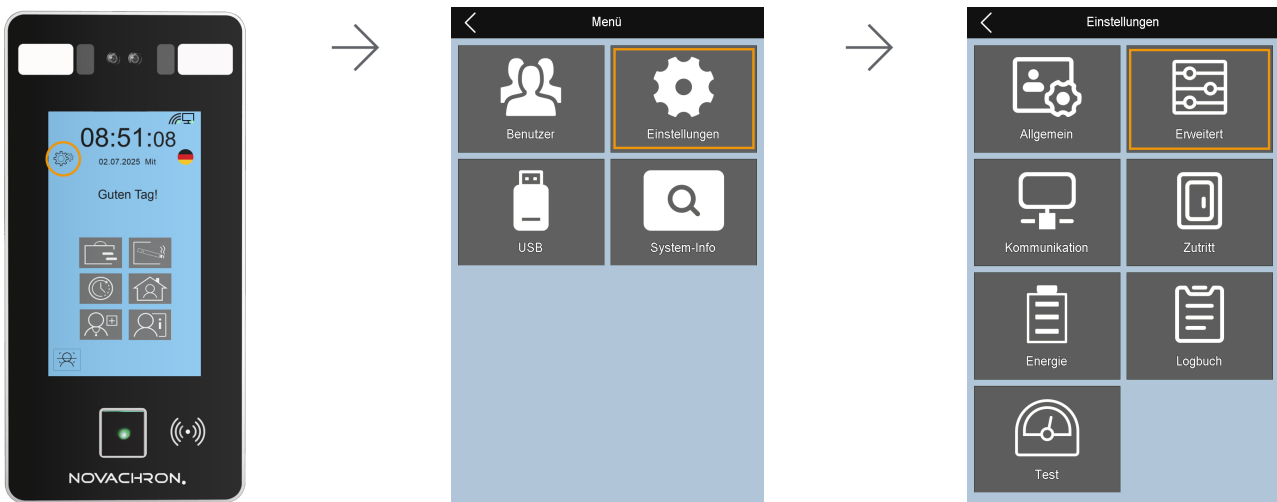 08:51:08
02.07.2025 Mit
Guten Tag!
NOVACHRON.
Menü
Benutzer
Einstellungen
USB
System-Info
Einstellungen
Allgemein
Erweitert
Kommunikation
Zutritt
Energie
Logbuch
Test